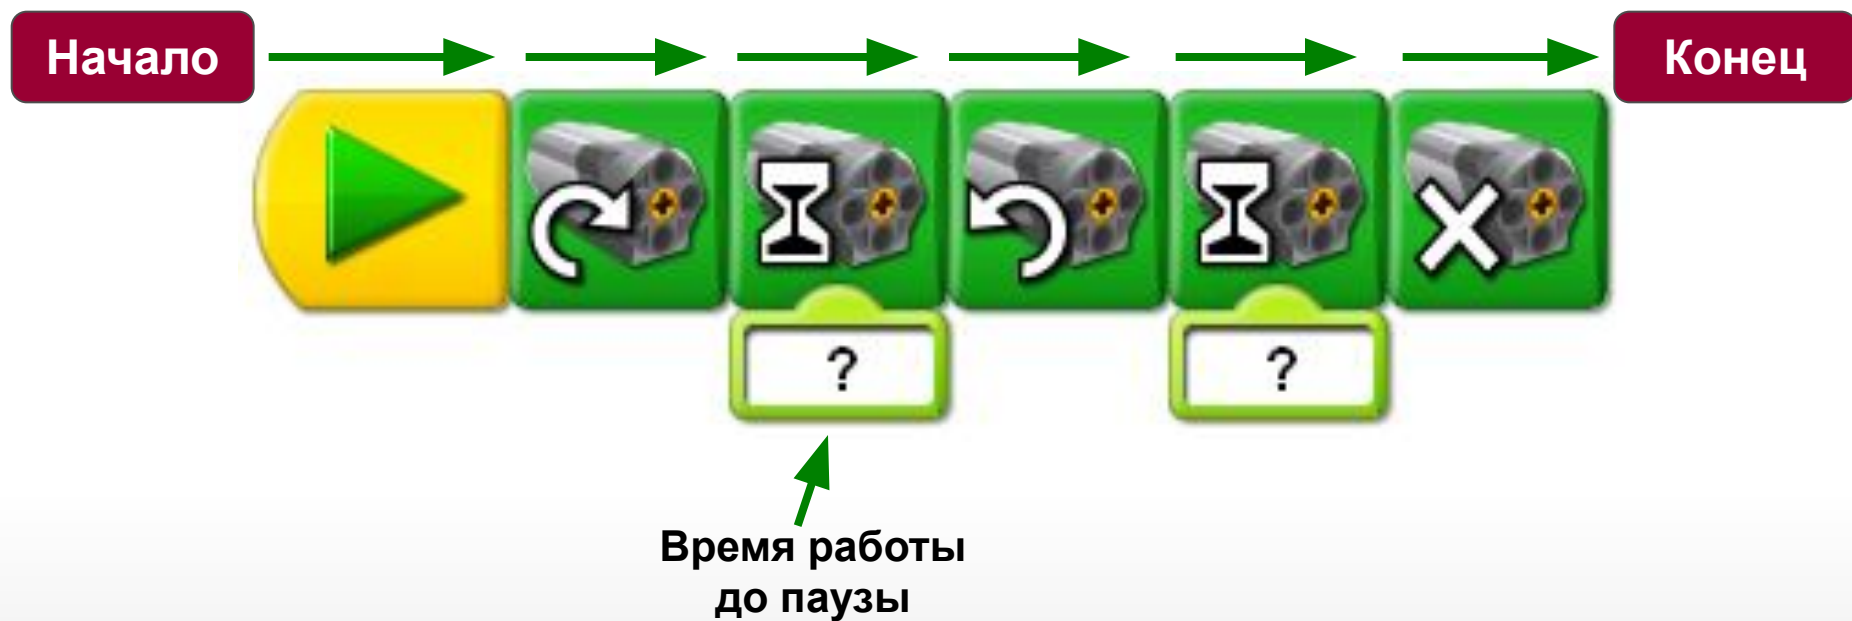 Начало
Конец
?
?
Время работы
до паузы